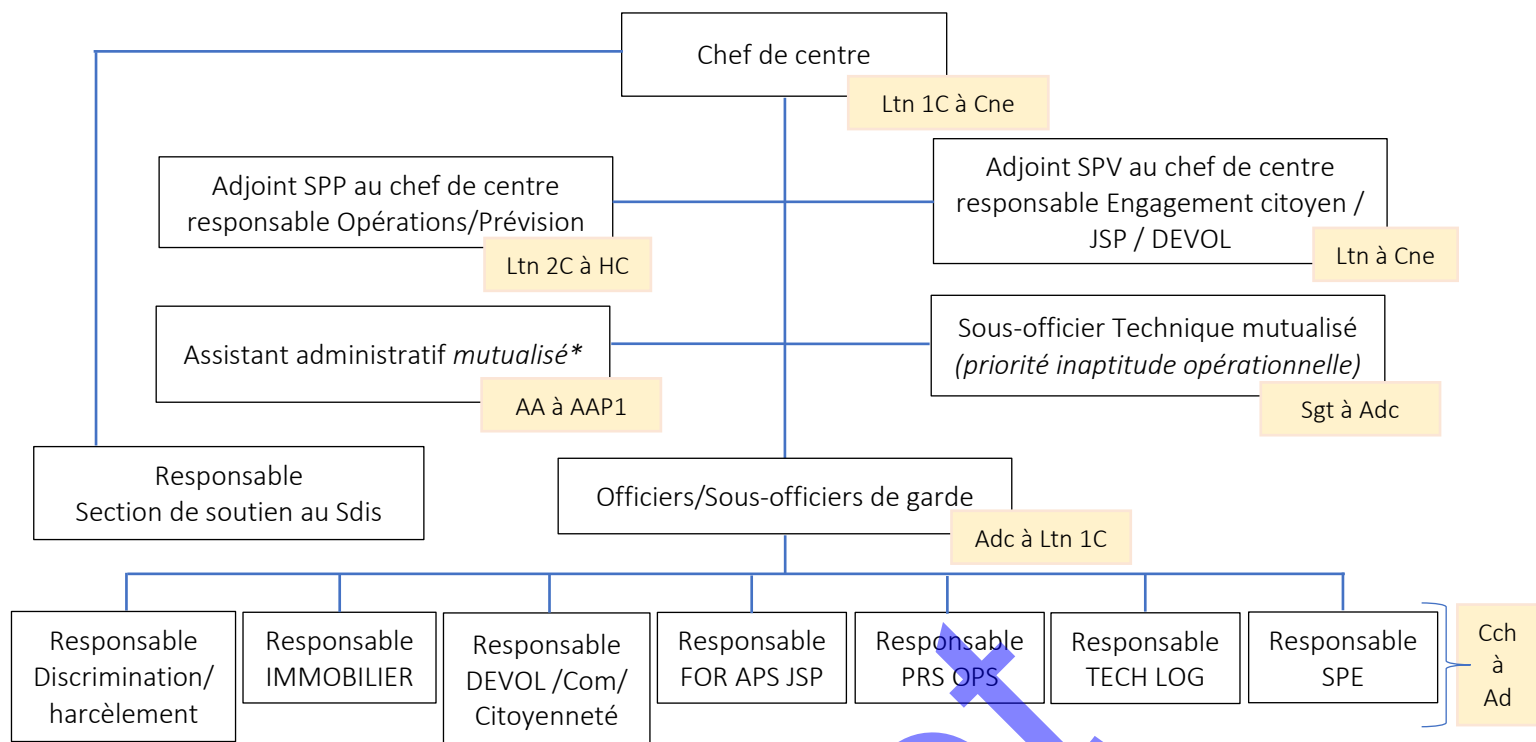 Chef de centre
Ltn 1C à Cne
Adjoint SPP au chef de centre
responsable Opérations/Prévision
Ltn 2C à HC
Adjoint SPV au chef de centre
responsable Engagement citoyen /
JSP / DEVOL
Ltn à Cne
Assistant administratif mutualisé*
AA à AAP1
Sous-officier Technique mutualisé
(priorité inaptitude opérationnelle)
Sgt à Adc
Responsable
Section de soutien au Sdis
Officiers/Sous-officiers de garde
Adc à Ltn 1C
Responsable
Discrimination/
harcèlement
Responsable
IMMOBILIER
Responsable
DEVOL /Com/
Citoyenneté
Responsable
FOR APS JSP
Responsable
PRS OPS
Responsable
TECH LOG
Responsable
SPE
Cch
à
Ad